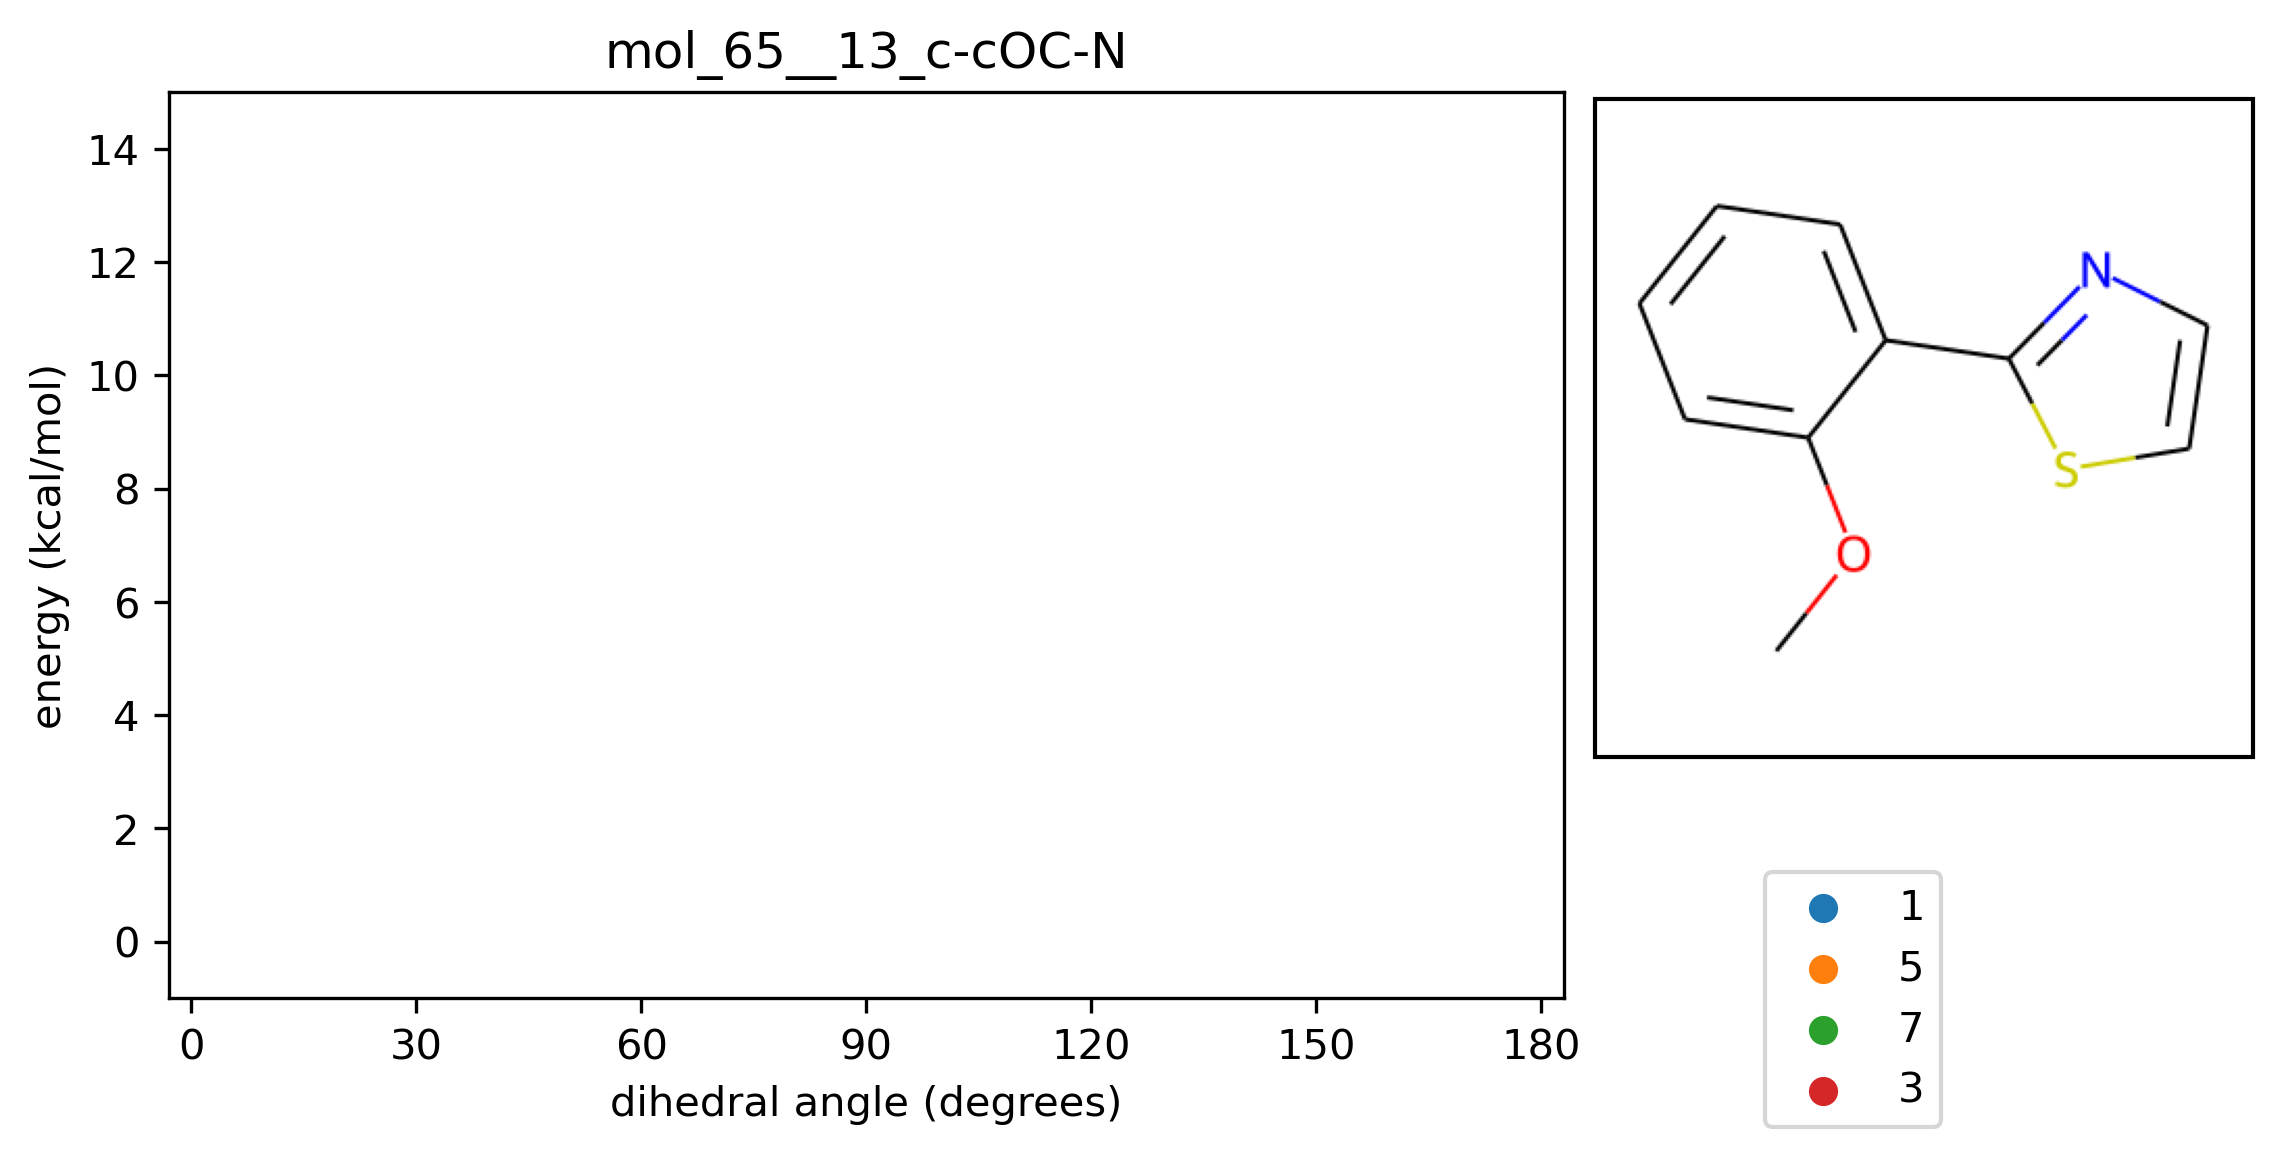 mol_65__13_c-cOC-N
energy (kcal/mol)
14
12
10
8
6
4
2
0
0 30 60 90 120 150 180
dihedral angle (degrees)
N
S
O
1
5
7
3